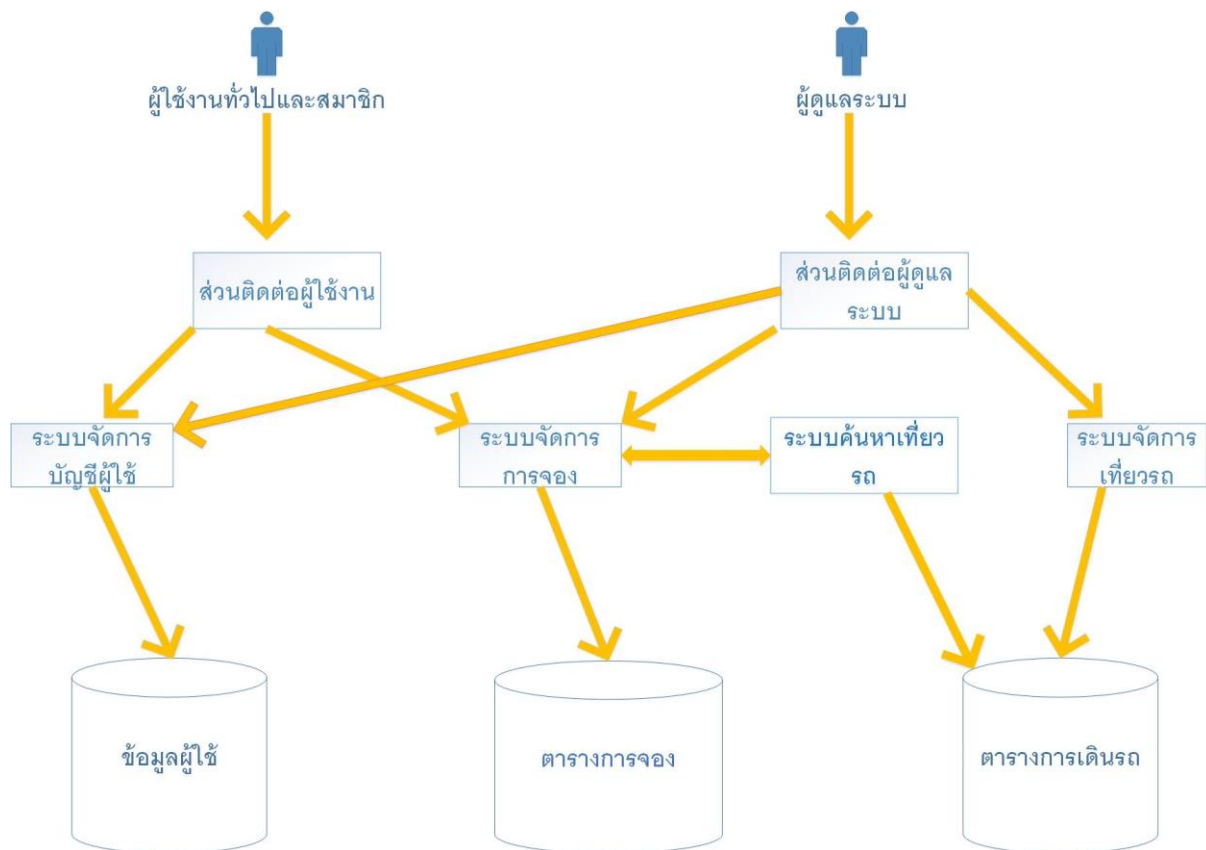 ผู้ใช้งานทั่วไปและสมาชิก
ผู้ดูแลระบบ
ส่วนติดต่อผู้ใช้งาน
ส่วนติดต่อผู้ดูแล
ระบบ
ระบบจัดการ
บัญชีผู้ใช้
ระบบจัดการ
การจอง
ระบบค้นหาเที่ยว
รถ
ระบบจัดการ
เที่ยวรถ
ข้อมูลผู้ใช้
ตารางการจอง
ตารางการเดินรถ